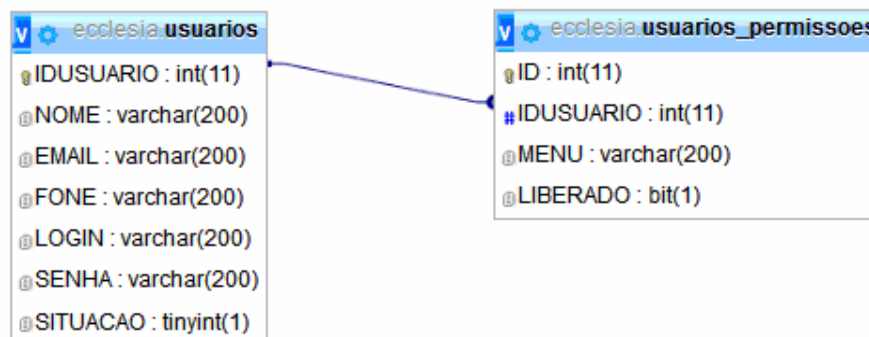 ecclesia.usuarios
IDUSUARIO : int(11)
NOME : varchar(200)
EMAIL : varchar(200)
FONE : varchar(200)
LOGIN : varchar(200)
SENHA : varchar(200)
SITUACAO : tinyint(1)
ecclesia.usuarios_permissoes
ID : int(11)
# IDUSUARIO : int(11)
MENU : varchar(200)
LIBERADO : bit(1)